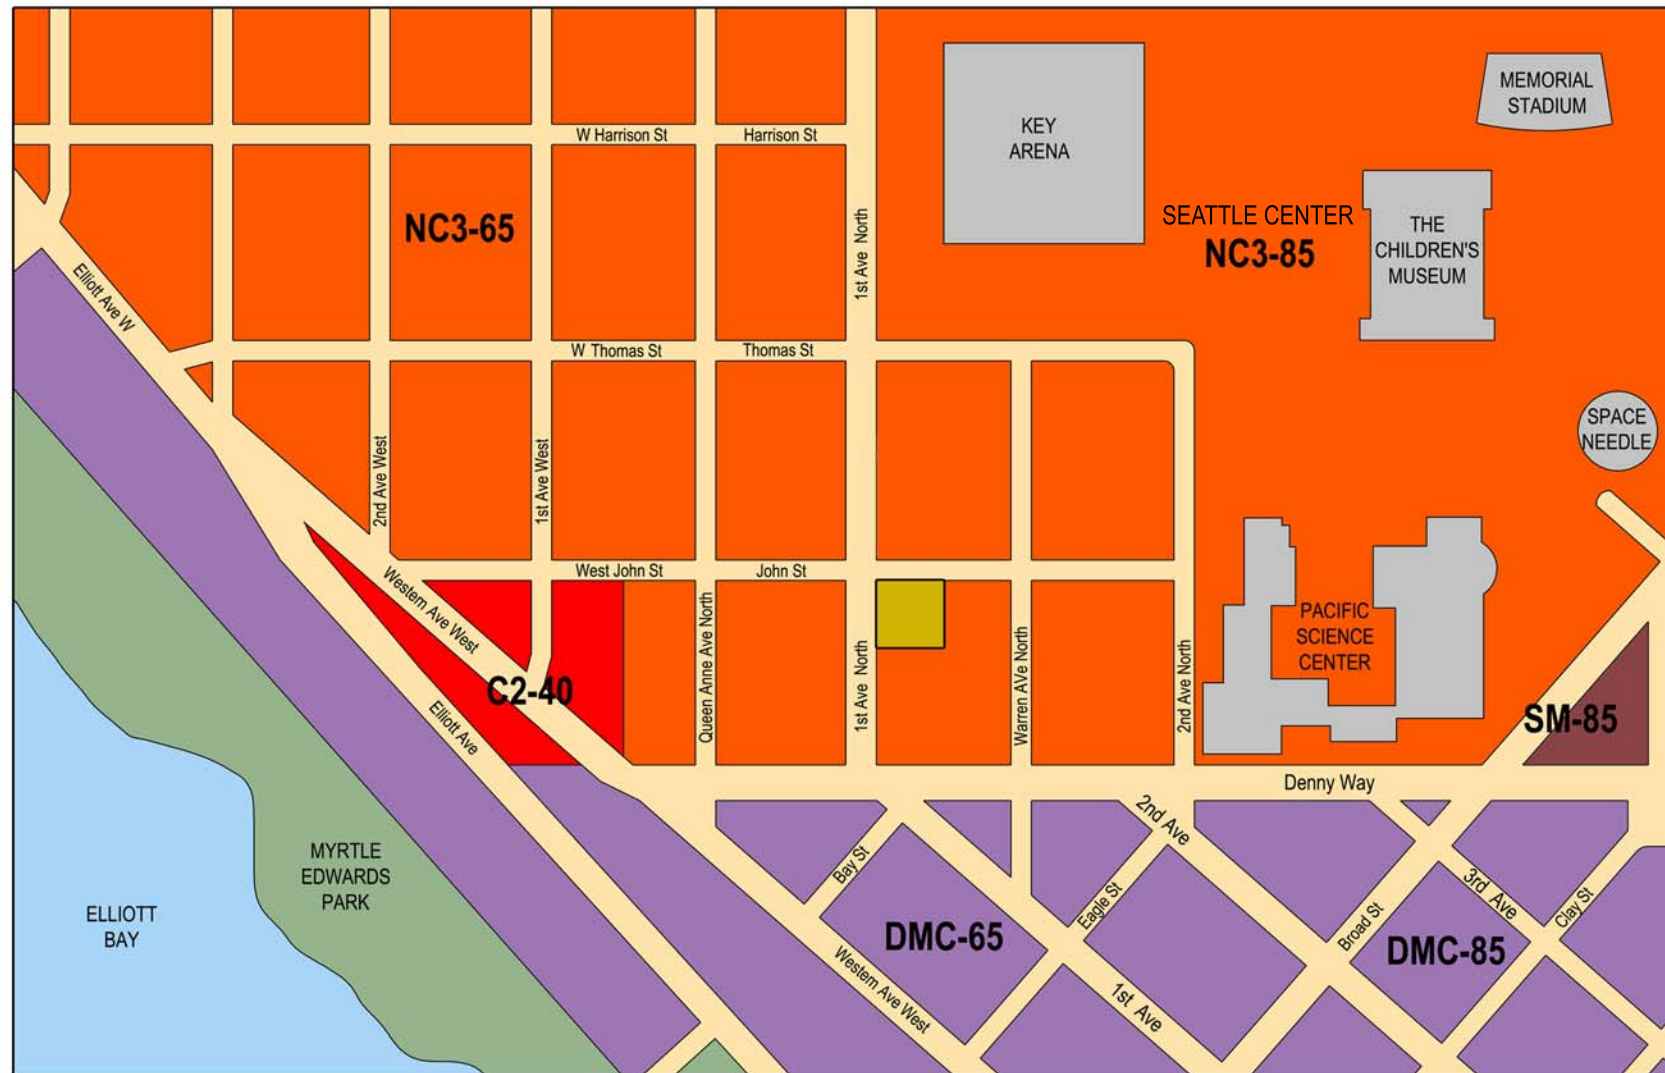 MEMORIAL
STADIUM
KEY
ARENA
W Harrison St
Harrison St
NC3-65
SEATTLE CENTER
NC3-85
THE
CHILDREN'S
MUSEUM
1st Ave North
Elliott Ave W
W Thomas St
Thomas St
SPACE
NEEDLE
2nd Ave West
1st Ave West
West John St
John St
Western Ave West
Queen Anne Ave North
1st Ave North
Warren AVe North
2nd Ave North
PACIFIC
SCIENCE
CENTER
C2-40
Elliott Ave
SM-85
Denny Way
2nd Ave
MYRTLE
EDWARDS
PARK
Bay St
Eagle St
3rd Ave
Broad St
Clay St
ELLIOTT
BAY
DMC-65
DMC-85
Western Ave West
1st Ave